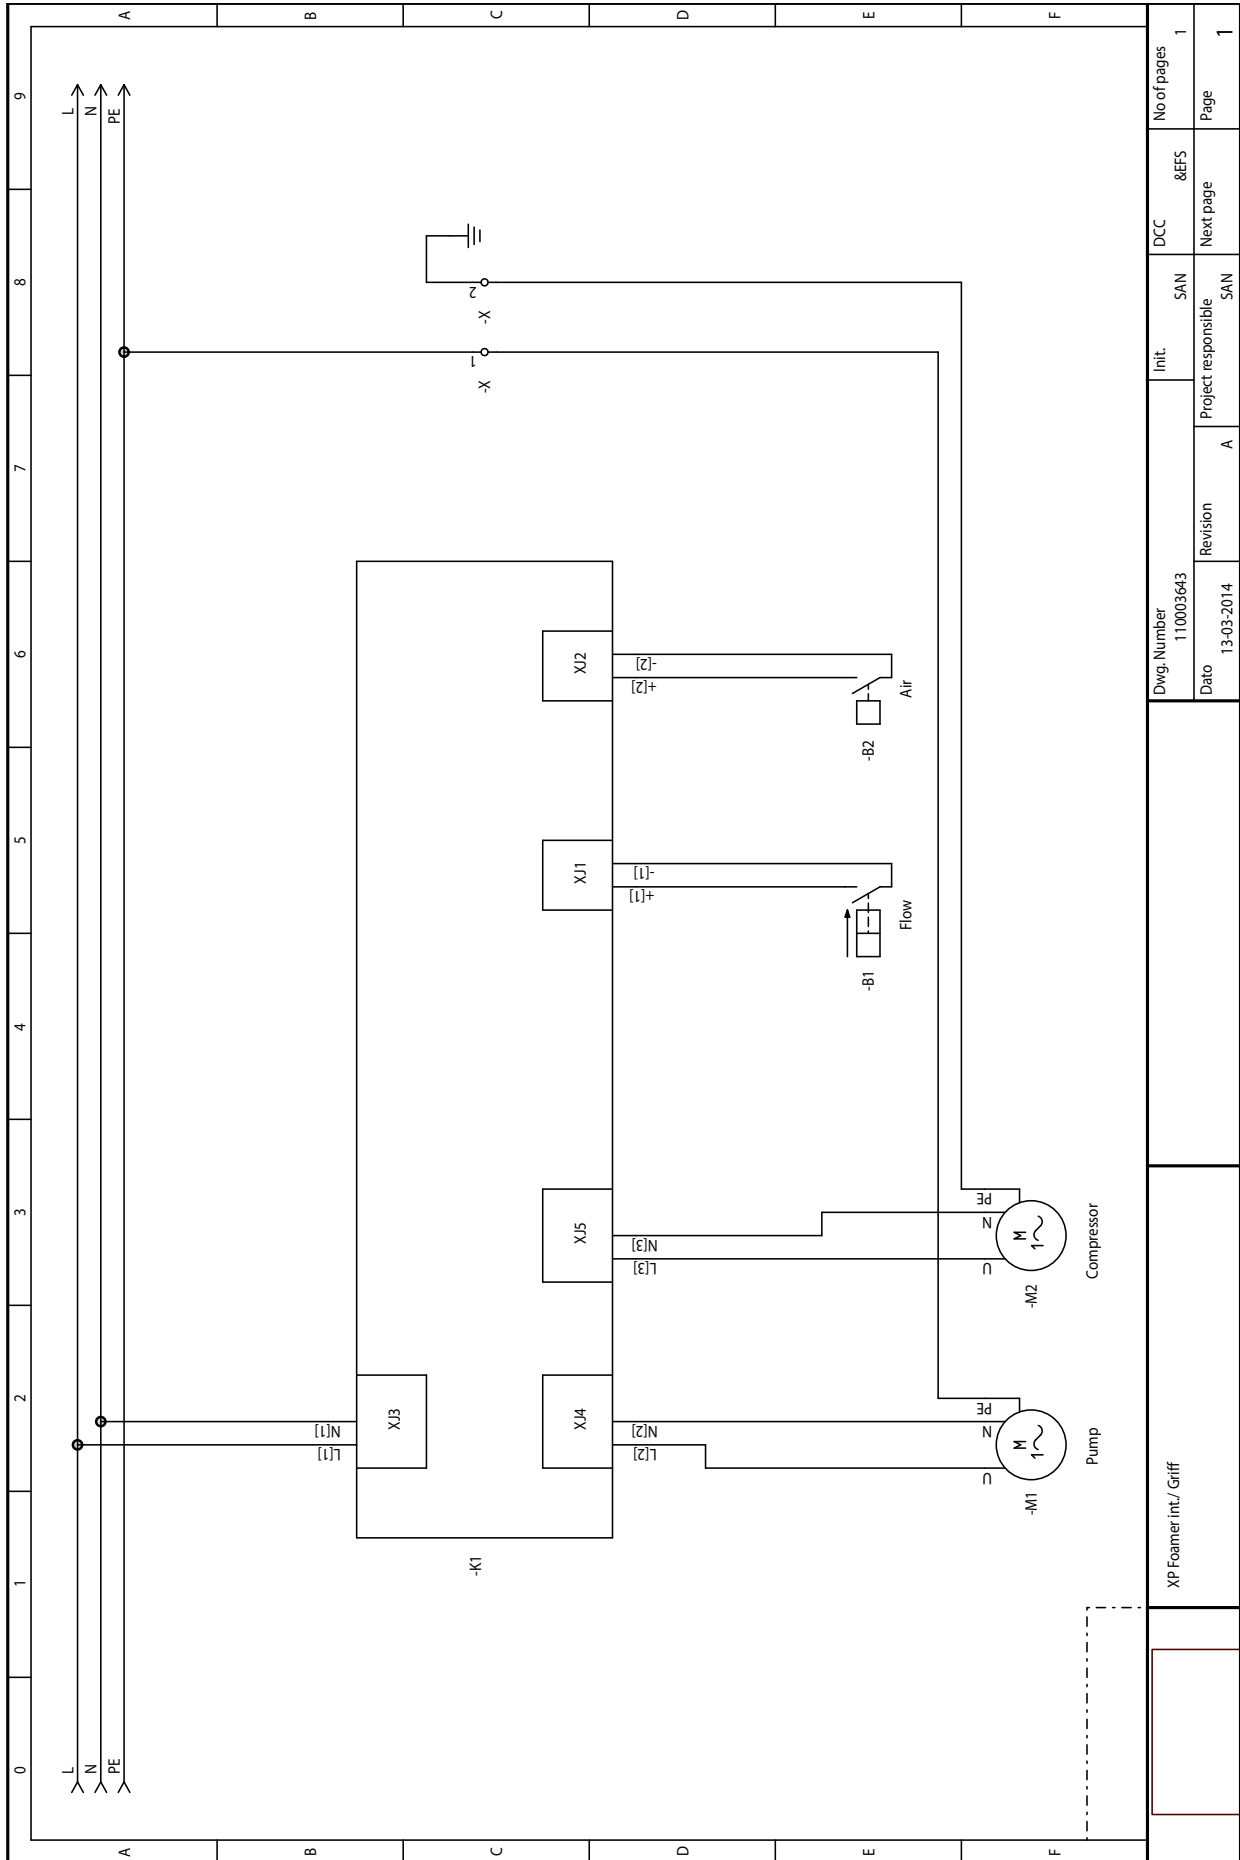 0 1 2 3 4 5 6 7 8 9
A
B
C
D
E
F
A
B
C
D
E
F
L
N
PE
L
N
PE
L[1]
N[1]
XJ3
-K1
XJ4
XJ5
XJ1
XJ2
L[2]
N[2]
L[3]
N[3]
+[1]
-[1]
+[2]
-[2]
-X
1
-X
2
-B1
Flow
-B2
Air
U
N
PE
-M1
M
1
Pump
U
N
PE
-M2
M
1
Compressor
XP Foamer int./ Griff
Dwg. Number
110003643
Init.
SAN
DCC
&EFS
No of pages
1
Dato
13-03-2014
Revision
A
Project responsible
SAN
Next page
Page
1